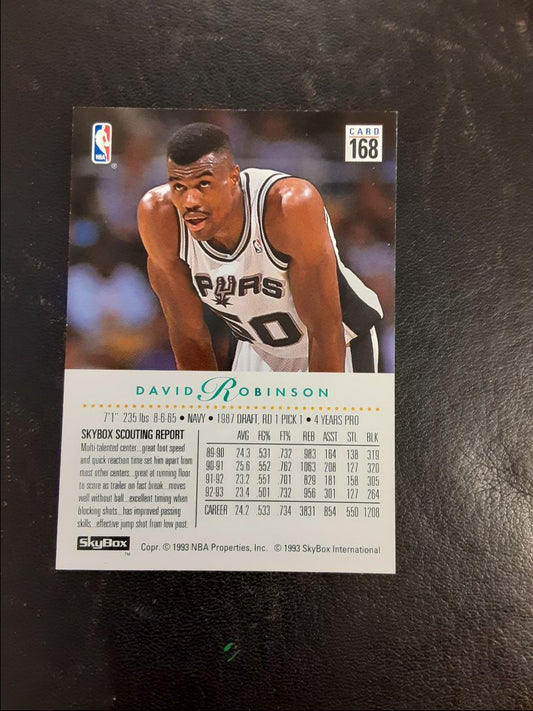 CARD
168
NBA
®
SPURS
50
DAVID ROBINSON
7'1" 235 lbs 8-6-65 • NAVY • 1987 DRAFT, RD 1 PICK 1 • 4 YEARS PRO
SKYBOX SCOUTING REPORT
Multi-talented center...great foot speed
and quick reaction time set him apart from
most other centers...great at running floor
to score as trailer on fast break...moves
well without ball...excellent timing when
blocking shots...has improved passing
skills...effective jump shot from low post.
AVG FG% FT% REB ASST STL BLK
89-90 24.3 .531 .732 983 164 138 319
90-91 25.6 .552 .762 1063 208 127 320
91-92 23.2 .551 .701 829 181 158 305
92-93 23.4 .501 .732 956 301 127 264
CAREER 24.2 .533 .734 3831 854 550 1208
SKYBOX
TM
Copr. © 1993 NBA Properties, Inc. © 1993 SkyBox International